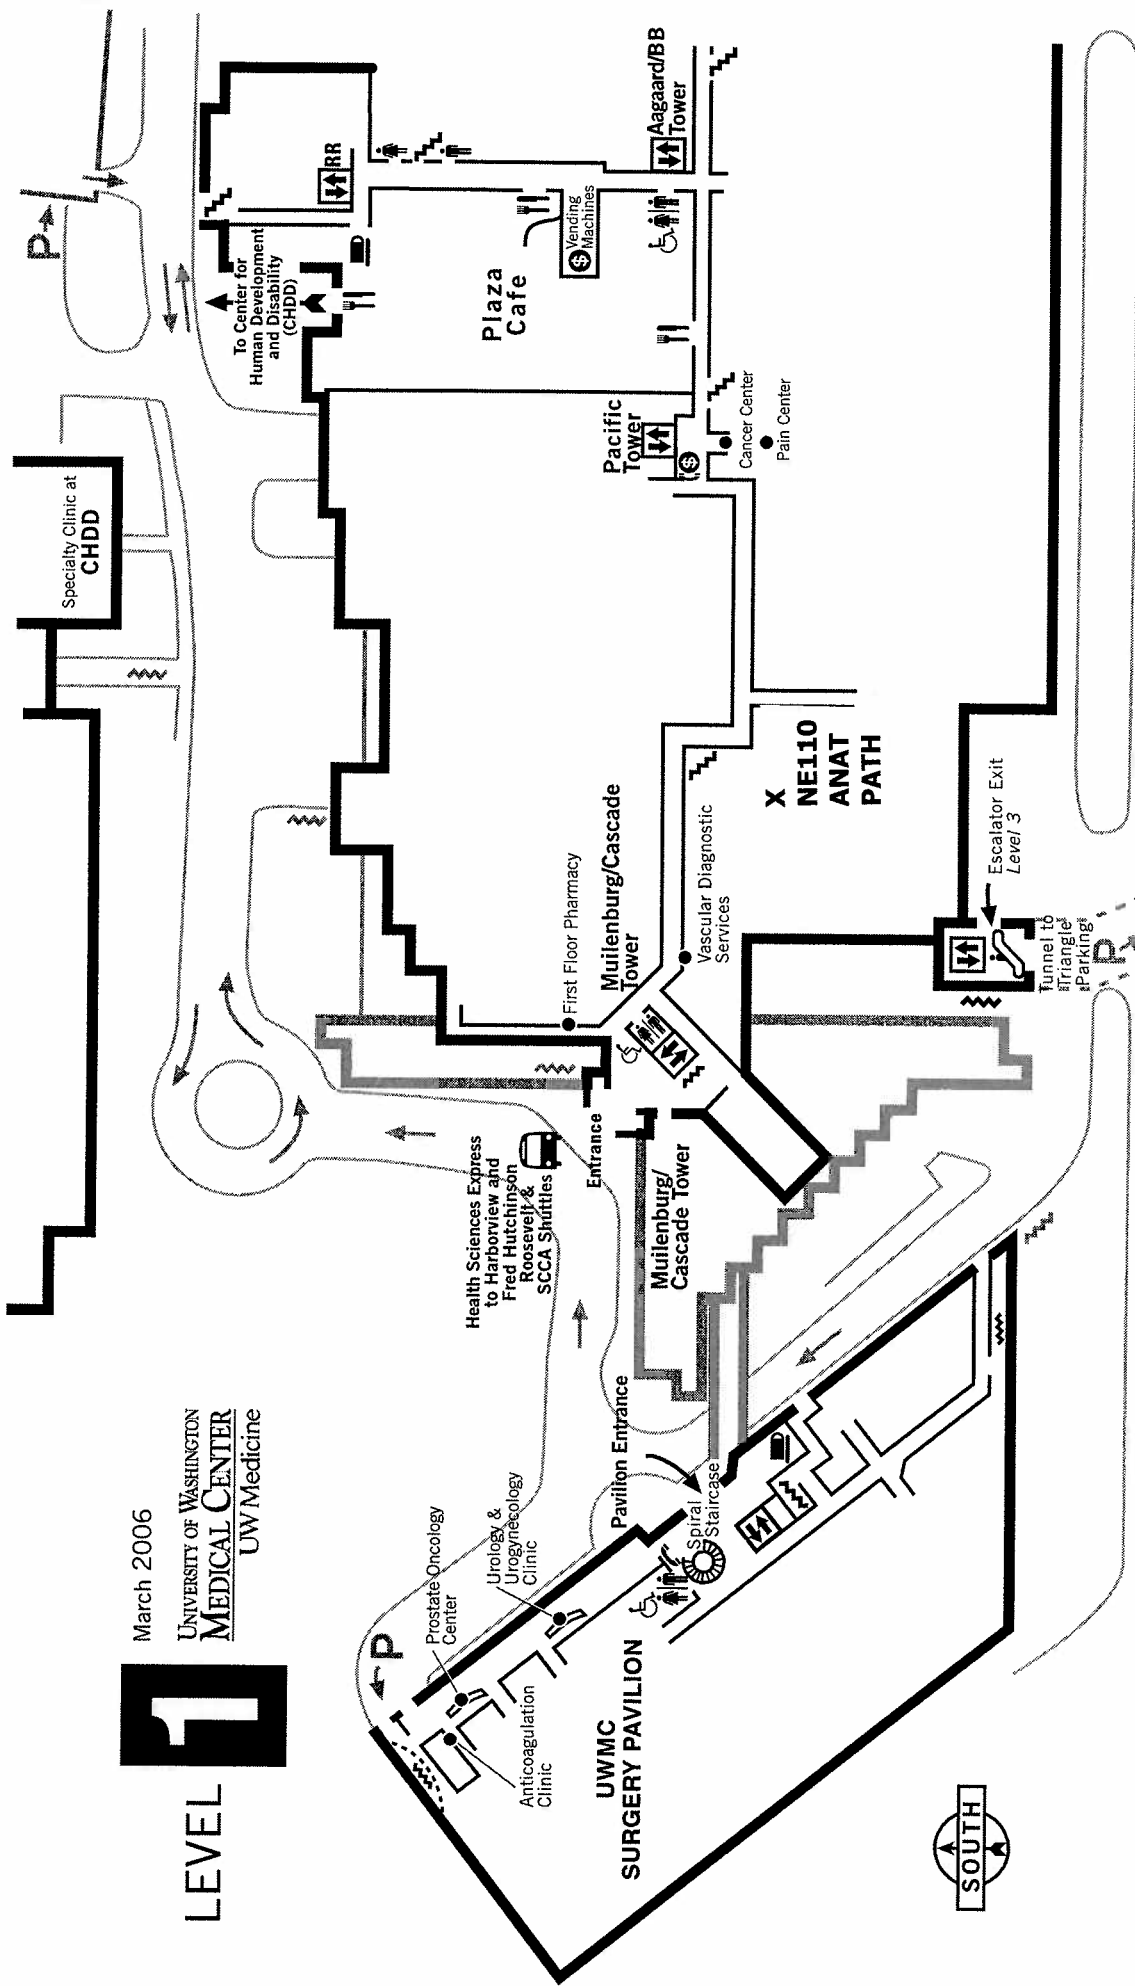 LEVEL
1
March 2006
UNIVERSITY OF WASHINGTON
MEDICAL CENTER
UW Medicine
P
Prostate Oncology
Center
Urology &
Urogynecology
Clinic
Anticoagulation
Clinic
UWMC
SURGERY PAVILION
Pavilion Entrance
Spiral
Staircase
SOUTH
Health Sciences Express
to Harborview and
Fred Hutchinson
Roosevelt &
SCCA Shuttles
Entrance
Muilenburg/
Cascade Tower
First Floor Pharmacy
Muilenburg/Cascade
Tower
Vascular Diagnostic
Services
X
NE110
ANAT
PATH
Escalator Exit
Level 3
Tunnel to
Triangle
Parking
P
Specialty Clinic at
CHDD
Pacific
Tower
$
Cancer Center
Pain Center
P
To Center for
Human Development
and Disability
(CHDD)
RR
Plaza
Cafe
$
Vending
Machines
Aagaard/BB
Tower